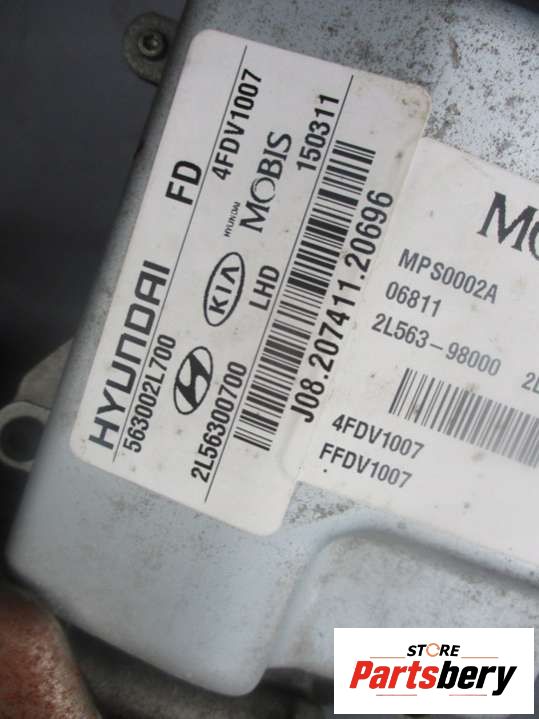 HYUNDAI FD 4FDV1007
563002L700
KIA HYUNDAI MOBIS
2L56300700 LHD 150311
J08.207411.20696
MPS0002A
06811
2L563-98000
4FDV1007
FFDV1007
STORE
Partsbery